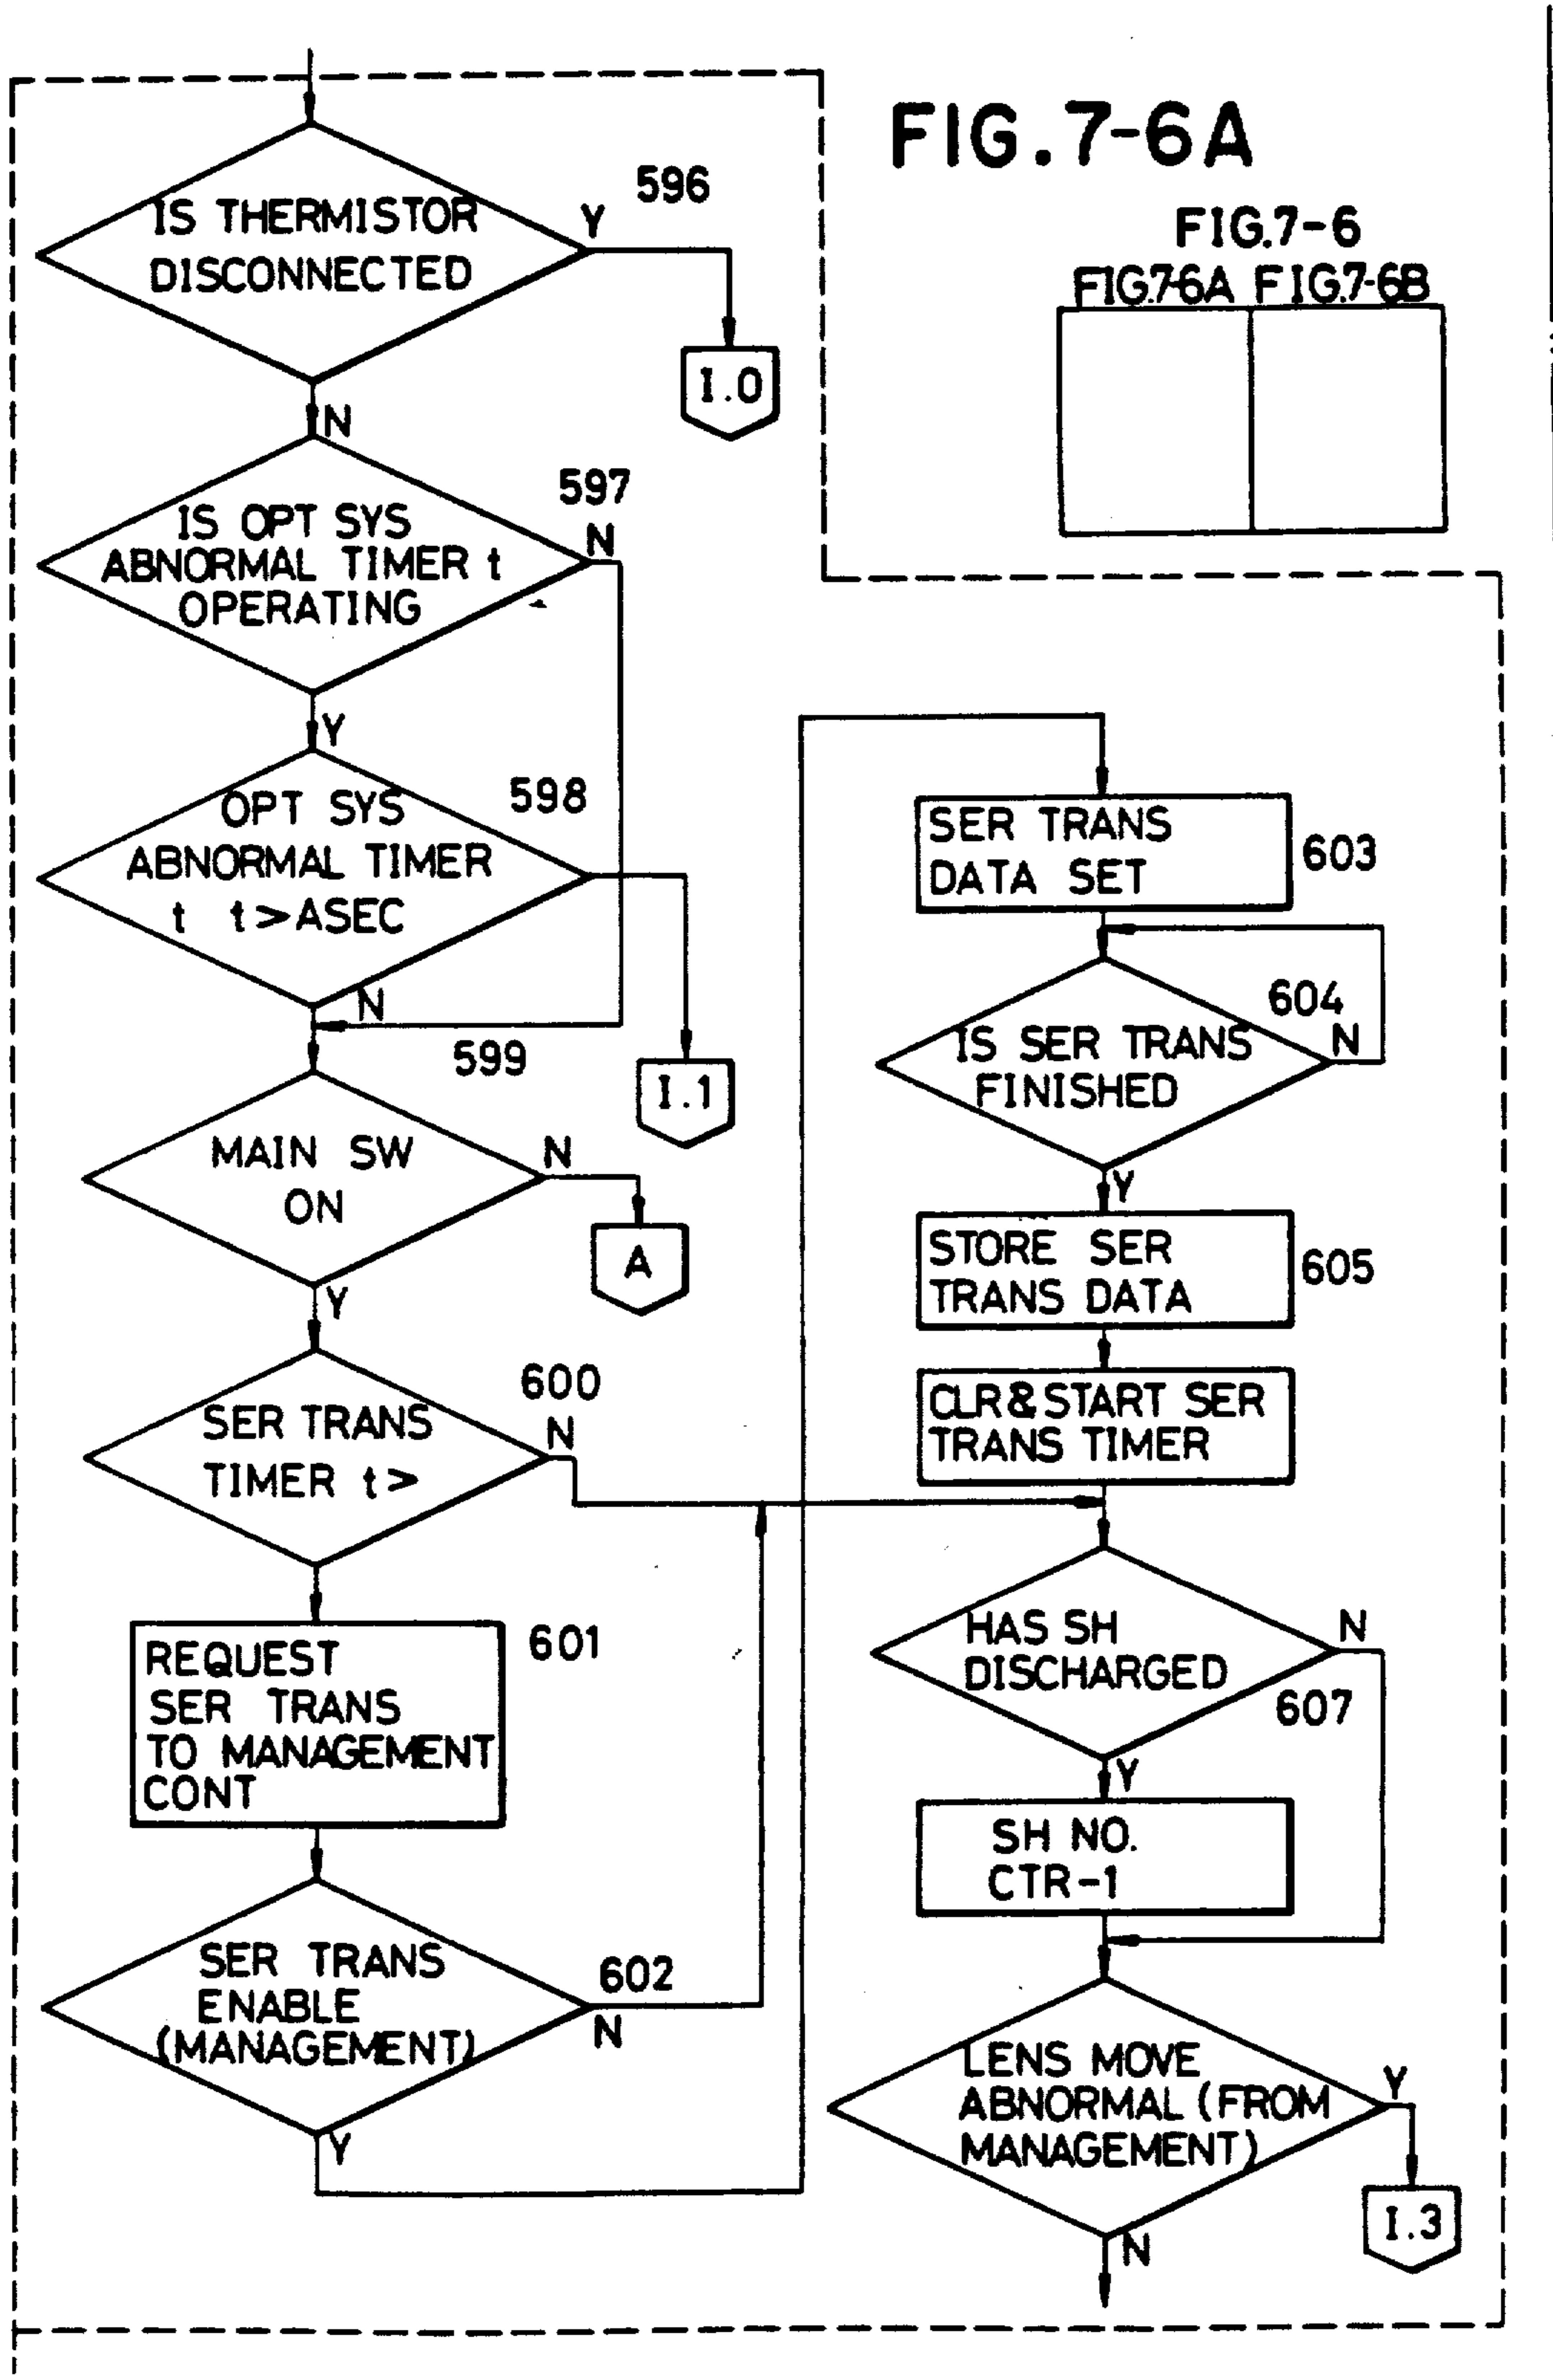 FIG.7-6A
FIG.7-6
FIG.7-6A FIG.7-6B
596
IS THERMISTOR
DISCONNECTED
Y
I.0
N
597
IS OPT SYS
ABNORMAL TIMER t
OPERATING
N
Y
598
OPT SYS
ABNORMAL TIMER
t t>ASEC
N
I.1
599
MAIN SW
ON
N
A
Y
600
SER TRANS
TIMER t>
N
601
REQUEST
SER TRANS
TO MANAGEMENT
CONT
602
SER TRANS
ENABLE
(MANAGEMENT)
N
Y
SER TRANS
DATA SET
603
604
IS SER TRANS
FINISHED
N
Y
STORE SER
TRANS DATA
605
CLR&START SER
TRANS TIMER
HAS SH
DISCHARGED
N
607
Y
SH NO.
CTR-1
LENS MOVE
ABNORMAL (FROM
MANAGEMENT)
Y
I.3
N